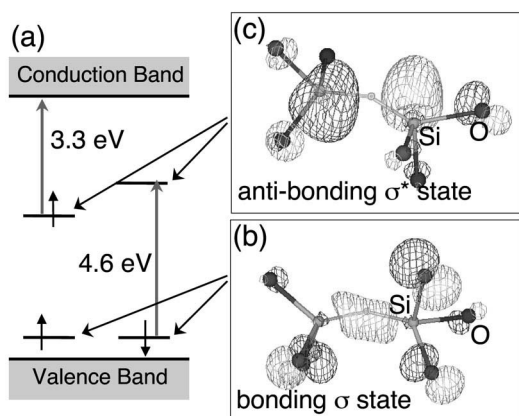 (a)
Conduction Band
3.3 eV
4.6 eV
Valence Band
(c)
Si
O
anti-bonding σ* state
(b)
Si
O
bonding σ state